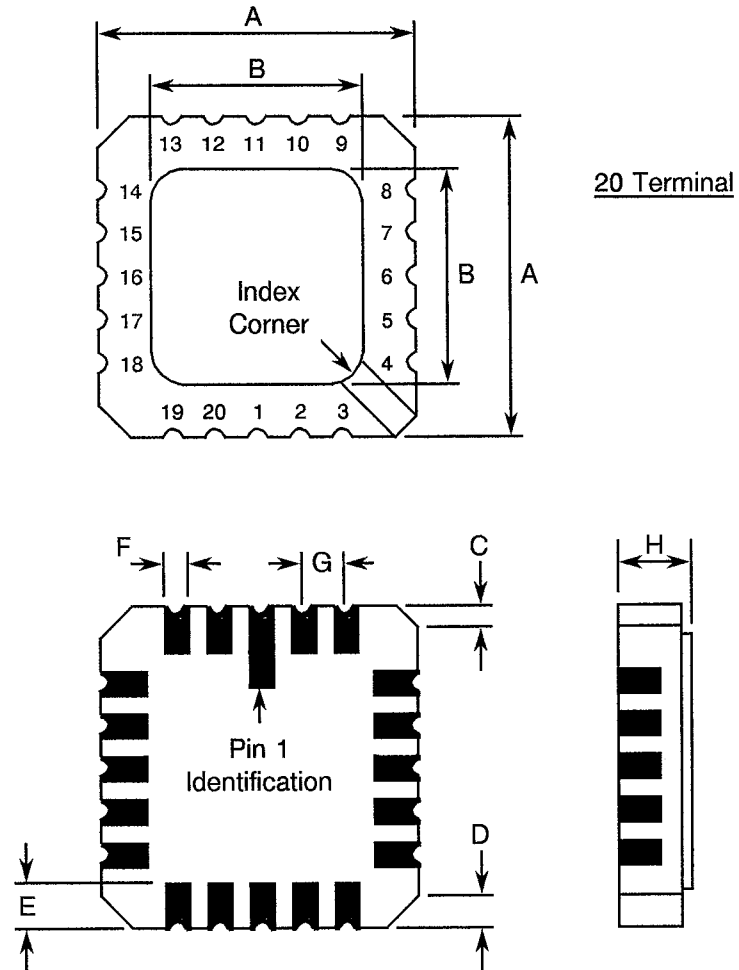 A
B
13 12 11 10 9
20 Terminal
14
8
15
7
16
6
B
A
Index
Corner
17
5
18
4
19 20 1 2 3
F
G
C
H
Pin 1
Identification
D
E